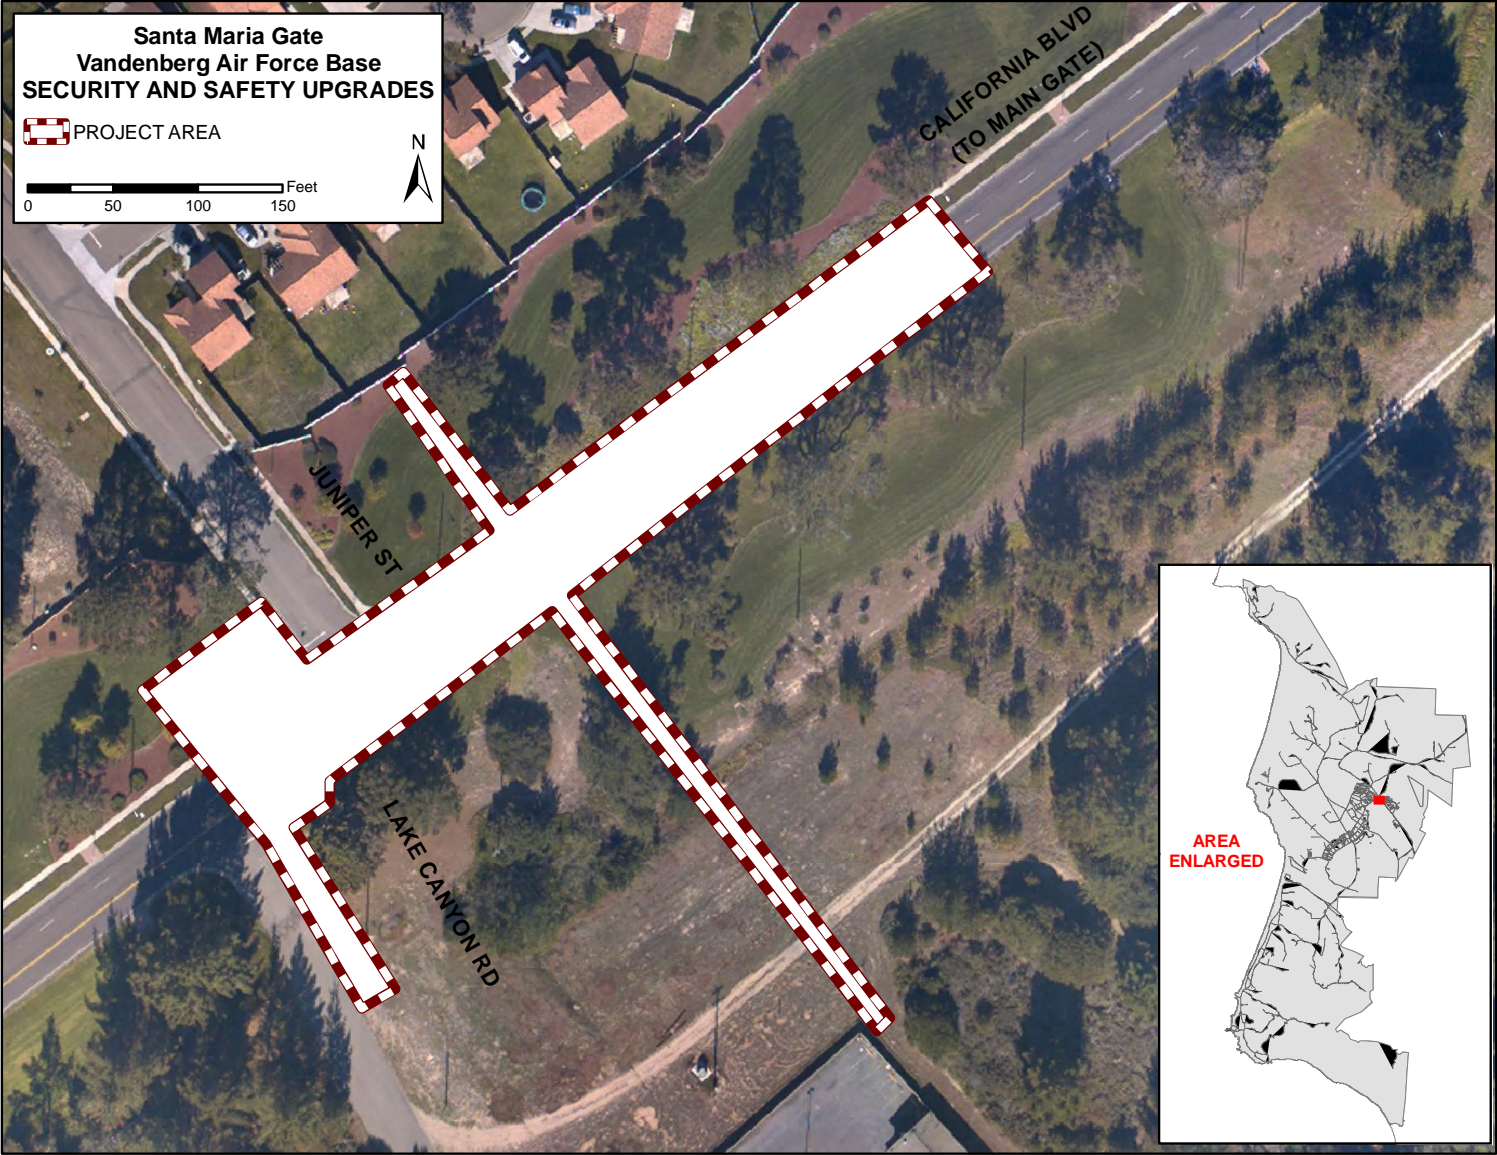 Santa Maria Gate
Vandenberg Air Force Base
SECURITY AND SAFETY UPGRADES
PROJECT AREA
N
Feet
0 50 100 150
CALIFORNIA BLVD
(TO MAIN GATE)
JUNIPER ST
LAKE CANYON RD
AREA
ENLARGED